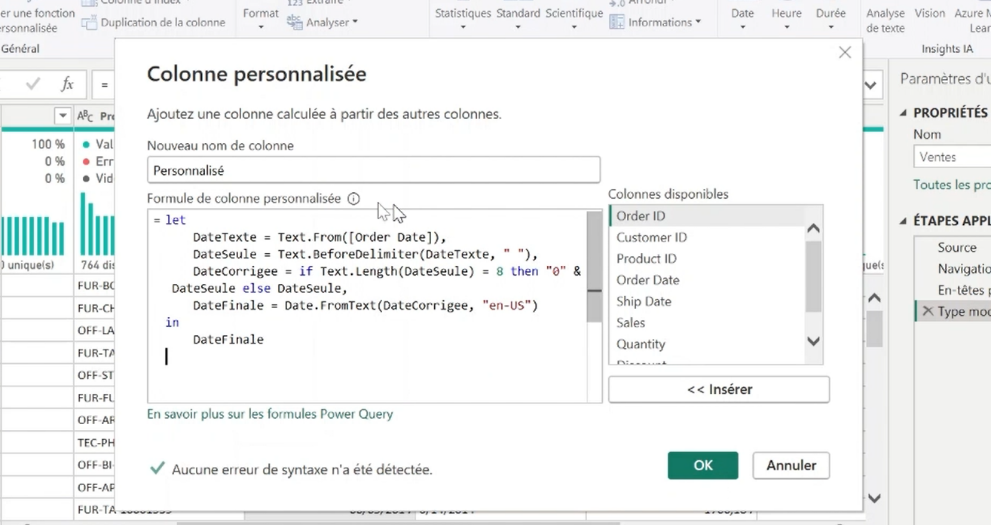 er une fonction
ersonnalisée
Duplication de la colonne
Format
Analyser
Statistiques Standard Scientifique
Informations
Date Heure Durée
Analyse
de texte
Vision
Azure M
Lear
Général
Insights IA
fx =
Paramètres d'u
PROPRIÉTÉS
Nom
Ventes
Toutes les pro
ÉTAPES APPL
Source
Navigatio
En-têtes p
Type mod
100 %
0 %
0 %
Val
Err
Vid
unique(s)
764 dis
FUR-BO
FUR-CH
OFF-LA
FUR-TA
OFF-ST
FUR-FU
OFF-AR
TEC-PH
OFF-BI-
OFF-AP
FUR-TA
Colonne personnalisée
Ajoutez une colonne calculée à partir des autres colonnes.
Nouveau nom de colonne
Personnalisé
Formule de colonne personnalisée
= let
DateTexte = Text.From([Order Date]),
DateSeule = Text.BeforeDelimiter(DateTexte, " "),
DateCorrigee = if Text.Length(DateSeule) = 8 then "0" &
DateSeule else DateSeule,
DateFinale = Date.FromText(DateCorrigee, "en-US")
in
DateFinale
Colonnes disponibles
Order ID
Customer ID
Product ID
Order Date
Ship Date
Sales
Quantity
Discount
<< Insérer
En savoir plus sur les formules Power Query
Aucune erreur de syntaxe n'a été détectée.
OK
Annuler